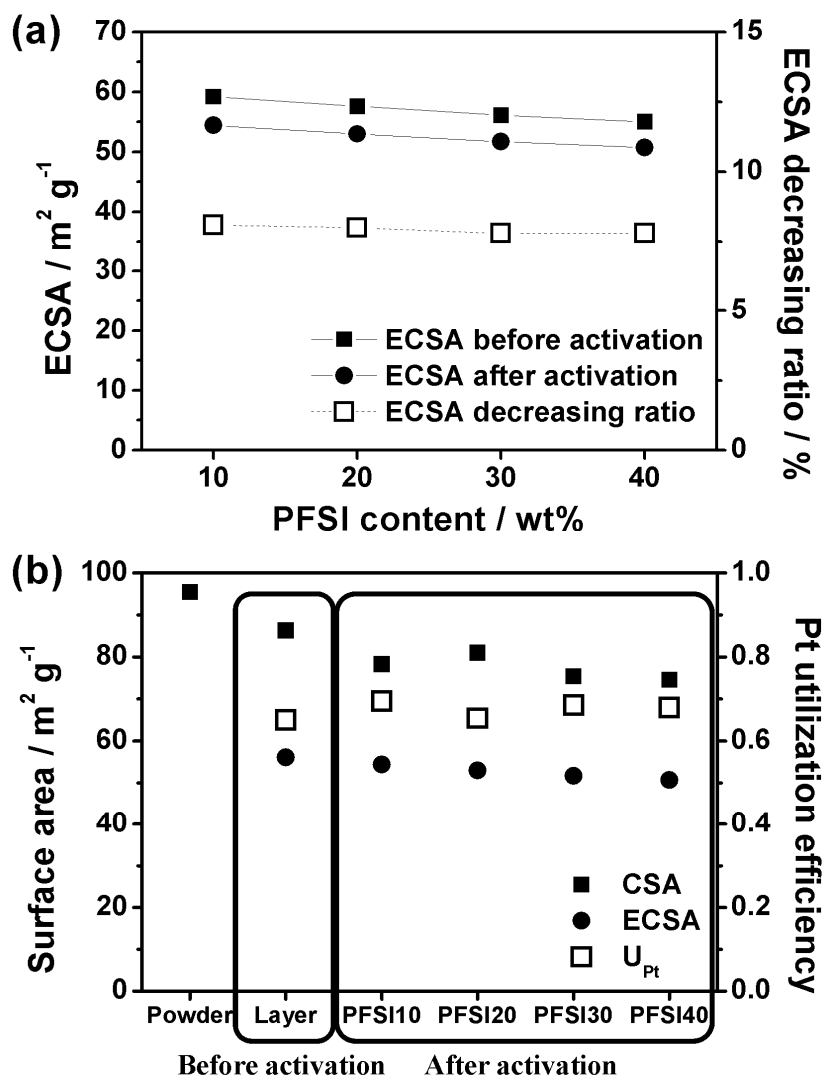 (a)
70
60
50
40
30
20
10
0
ECSA / m² g⁻¹
15
10
5
0
ECSA decreasing ratio / %
ECSA before activation
ECSA after activation
ECSA decreasing ratio
10 20 30 40
PFSI content / wt%
(b)
100
80
60
40
20
0
Surface area / m² g⁻¹
1.0
0.8
0.6
0.4
0.2
0.0
Pt utilization efficiency
CSA
ECSA
U_Pt
Powder Layer PFSI10 PFSI20 PFSI30 PFSI40
Before activation After activation